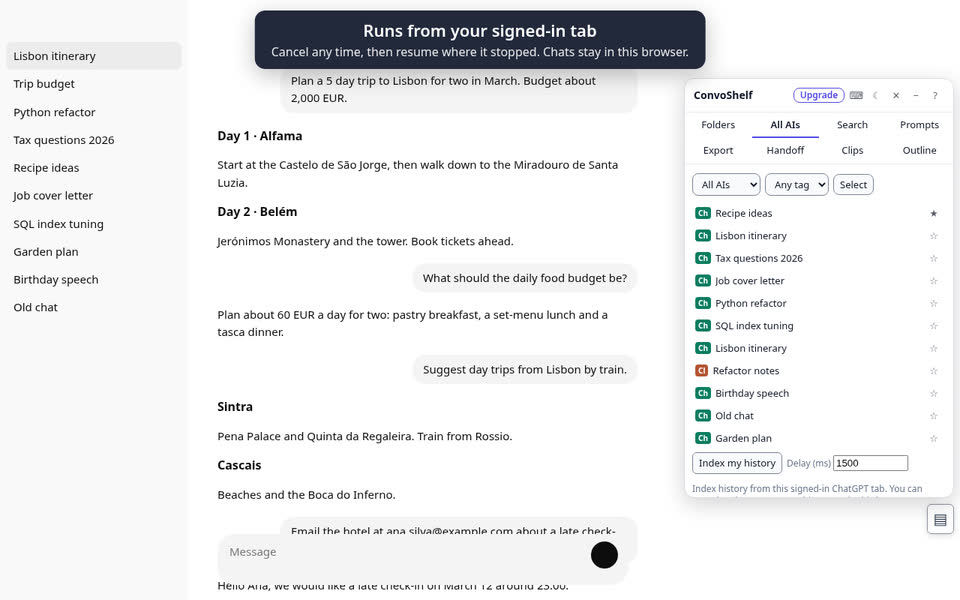 Runs from your signed-in tab
Cancel any time, then resume where it stopped. Chats stay in this browser.
Lisbon itinerary
Trip budget
Python refactor
Tax questions 2026
Recipe ideas
Job cover letter
SQL index tuning
Garden plan
Birthday speech
Old chat
Plan a 5 day trip to Lisbon for two in March. Budget about
2,000 EUR.
Day 1 · Alfama
Start at the Castelo de São Jorge, then walk down to the Miradouro de Santa
Luzia.
Day 2 · Belém
Jerónimos Monastery and the tower. Book tickets ahead.
What should the daily food budget be?
Plan about 60 EUR a day for two: pastry breakfast, a set-menu lunch and a
tasca dinner.
Suggest day trips from Lisbon by train.
Sintra
Pena Palace and Quinta da Regaleira. Train from Rossio.
Cascais
Beaches and the Boca do Inferno.
Email the hotel at ana.silva@example.com about a late check-
Message
Hello Ana, we would like a late check-in on March 12 around 23:00.
ConvoShelf
Upgrade
?
Folders
All AIs
Search
Prompts
Export
Handoff
Clips
Outline
All AIs
Any tag
Select
Ch Recipe ideas
Ch Lisbon itinerary
Ch Tax questions 2026
Ch Job cover letter
Ch Python refactor
Ch SQL index tuning
Ch Lisbon itinerary
Cl Refactor notes
Ch Birthday speech
Ch Old chat
Ch Garden plan
Index my history
Delay (ms) 1500
Index history from this signed-in ChatGPT tab. You can